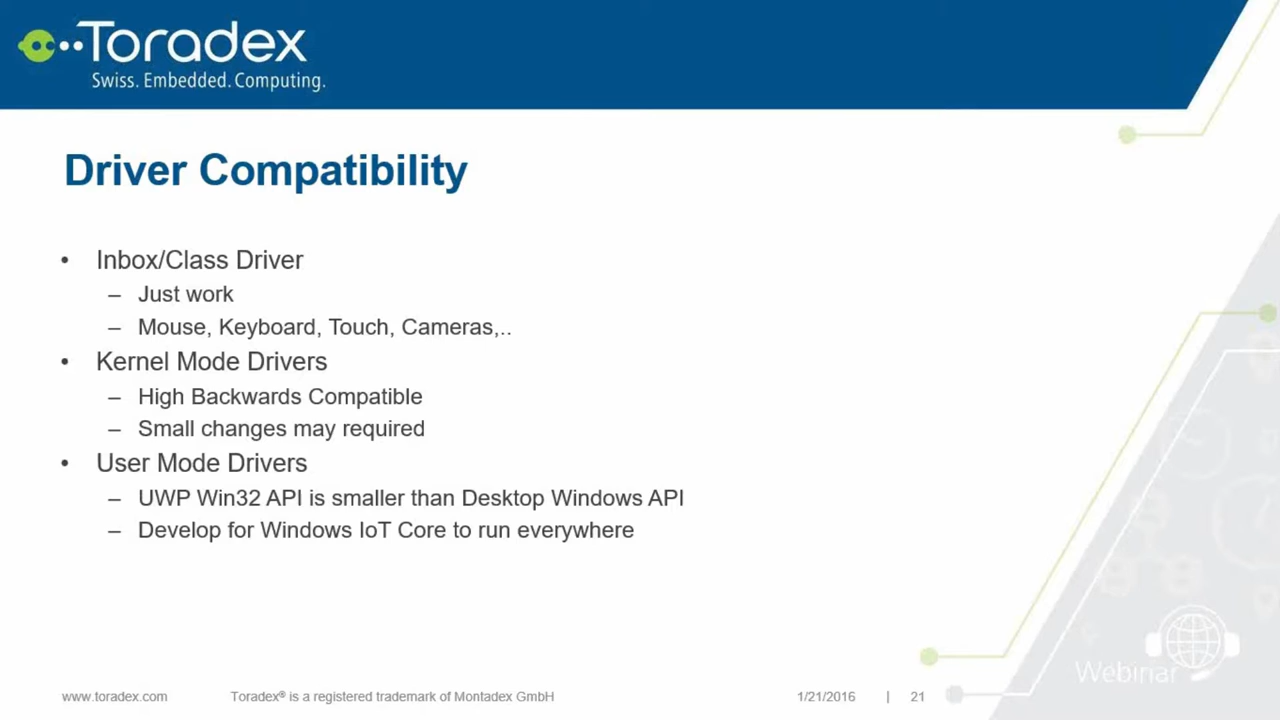 Toradex
Swiss. Embedded. Computing.
Driver Compatibility
• Inbox/Class Driver
– Just work
– Mouse, Keyboard, Touch, Cameras,..
• Kernel Mode Drivers
– High Backwards Compatible
– Small changes may required
• User Mode Drivers
– UWP Win32 API is smaller than Desktop Windows API
– Develop for Windows IoT Core to run everywhere
Webinar
www.toradex.com Toradex® is a registered trademark of Montadex GmbH 1/21/2016 | 21